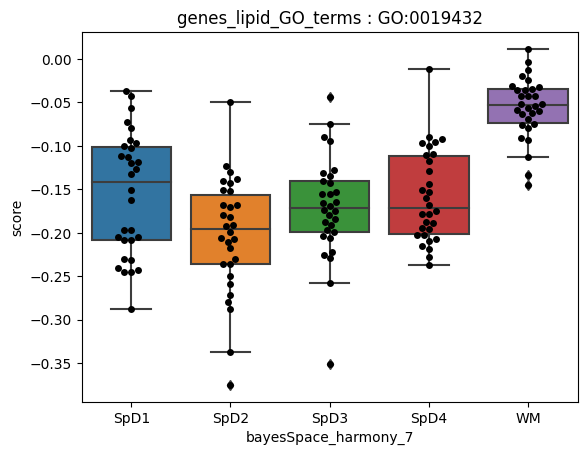 genes_lipid_GO_terms : GO:0019432
0.00
−0.05
−0.10
−0.15
−0.20
−0.25
−0.30
−0.35
score
SpD1 SpD2 SpD3 SpD4 WM
bayesSpace_harmony_7